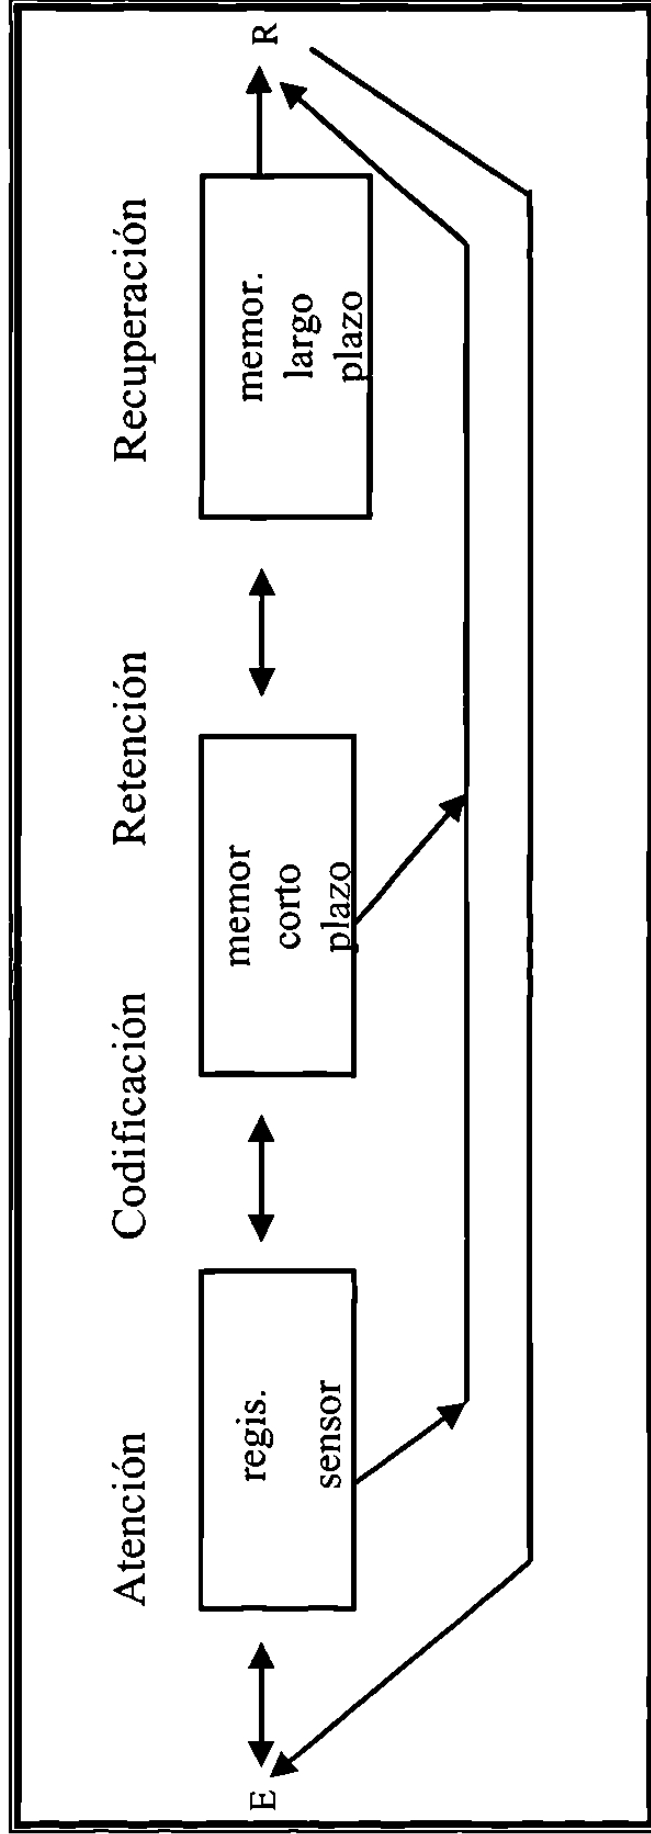 Atención
Codificación
Retención
Recuperación
E
regis.
sensor
memor
corto
plazo
memor.
largo
plazo
R